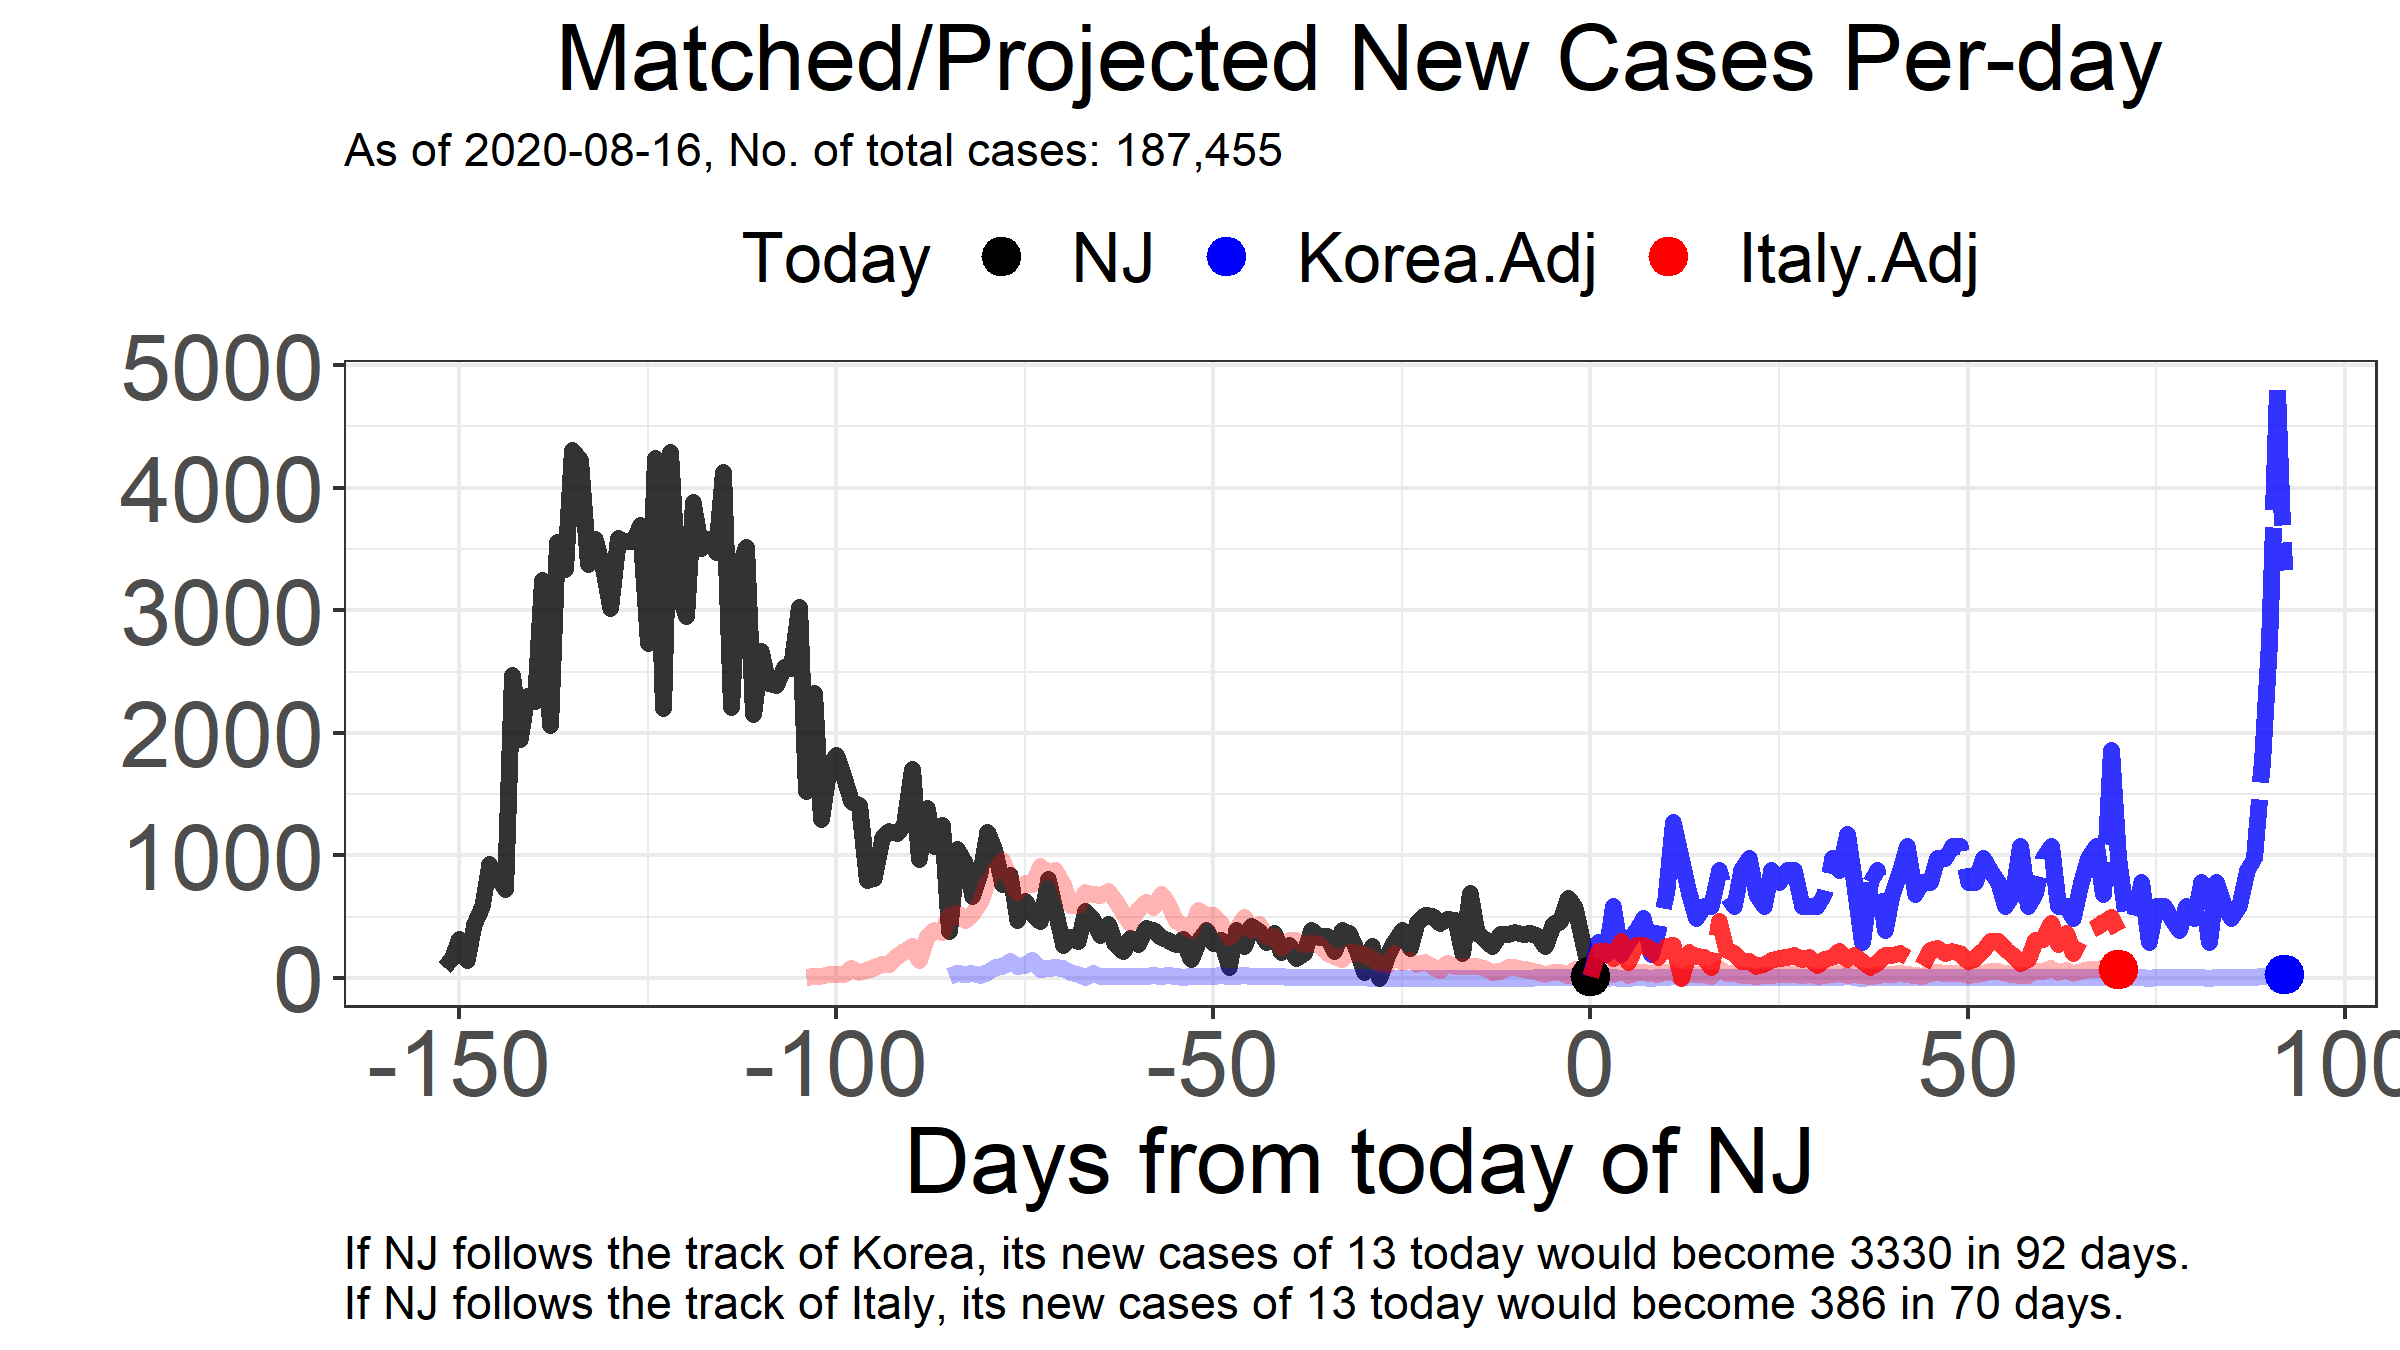 Matched/Projected New Cases Per-day
As of 2020-08-16, No. of total cases: 187,455
Today NJ Korea.Adj Italy.Adj
5000
4000
3000
2000
1000
0
-150 -100 -50 0 50 100
Days from today of NJ
If NJ follows the track of Korea, its new cases of 13 today would become 3330 in 92 days.
If NJ follows the track of Italy, its new cases of 13 today would become 386 in 70 days.